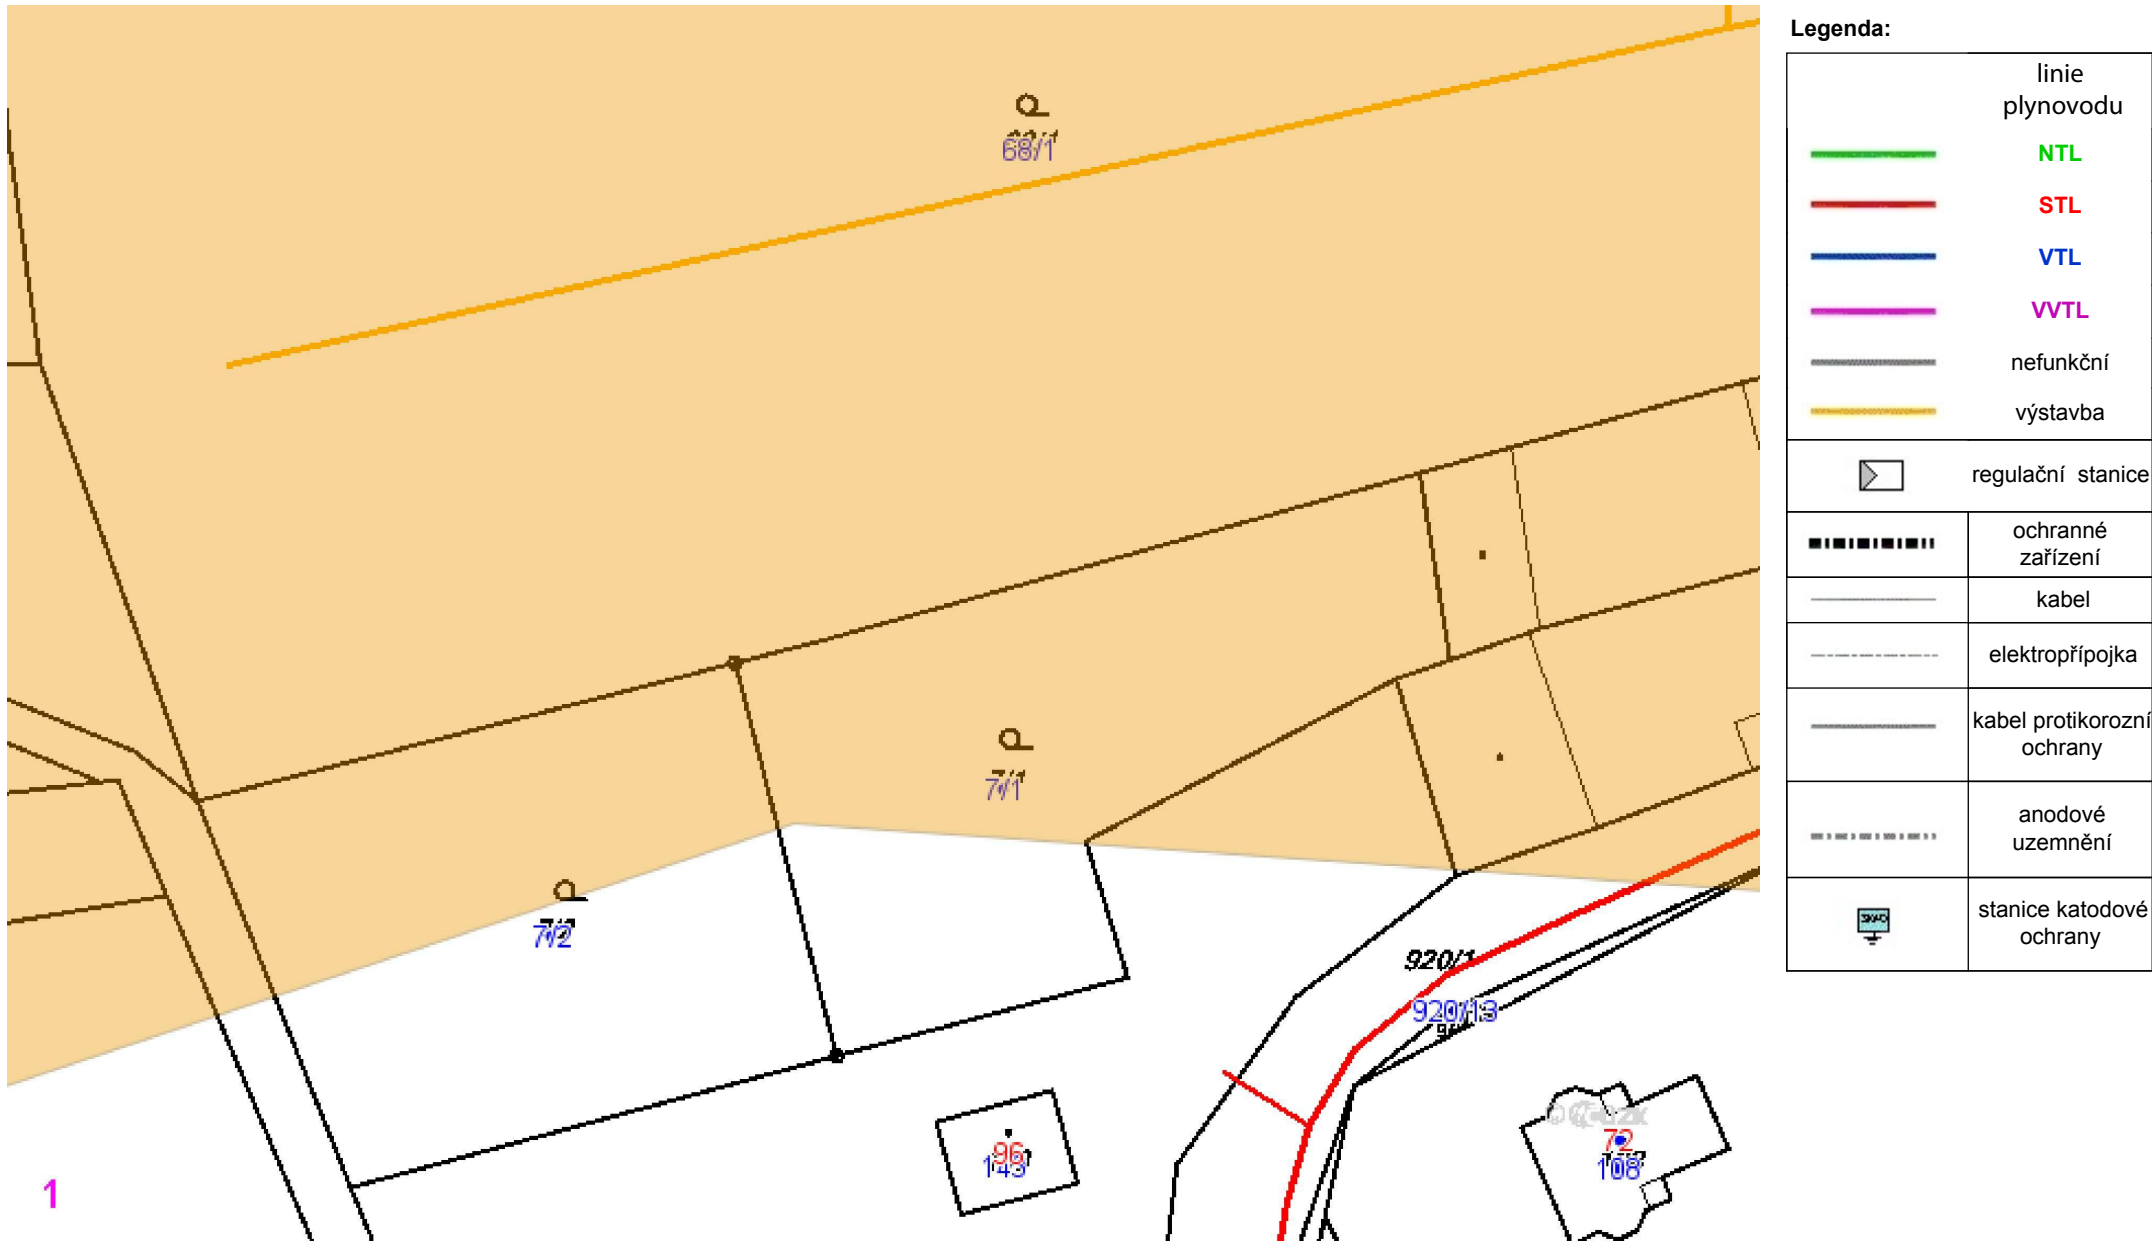 68/1
7/1
7/2
920/1
920/13
96
72
108
1
Legenda:
linie
plynovodu
NTL
STL
VTL
VVTL
nefunkční
výstavba
regulační stanice
ochranné
zařízení
kabel
elektropřípojka
kabel protikorozní
ochrany
anodové
uzemnění
stanice katodové
ochrany